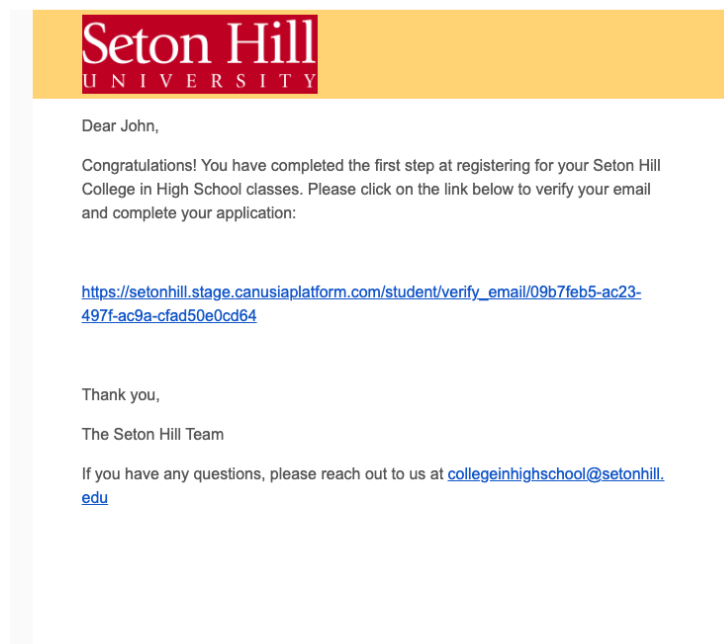 Seton Hill
UNIVERSITY
Dear John,
Congratulations! You have completed the first step at registering for your Seton Hill
College in High School classes. Please click on the link below to verify your email
and complete your application:
https://setonhill.stage.canusiaplatform.com/student/verify_email/09b7feb5-ac23-
497f-ac9a-cfad50e0cd64
Thank you,
The Seton Hill Team
If you have any questions, please reach out to us at collegeinhighschool@setonhill.
edu